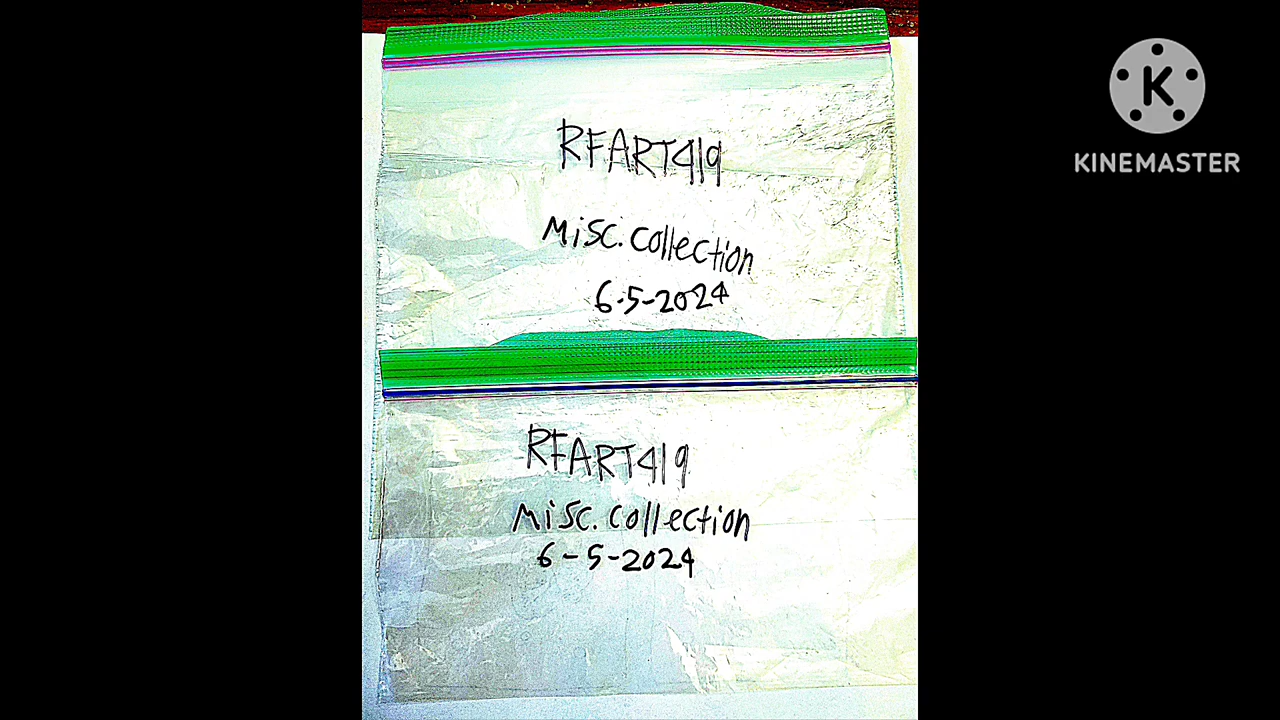 RFART419
Misc. Collection
6-5-2024
RFART419
Misc. Collection
6-5-2024
KINEMASTER